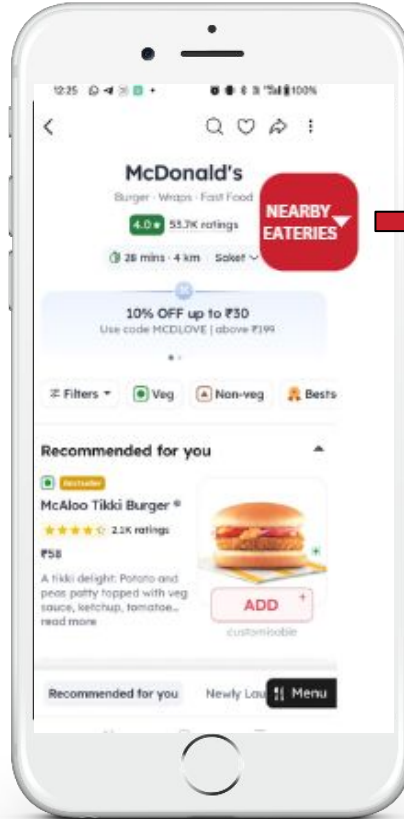 12:25 100%
McDonald's
Burger · Wraps · Fast Food
4.0★ 53.7K ratings
NEARBY
EATERIES
28 mins · 4 km Saket
10% OFF up to ₹30
Use code MCDLOVE | above ₹199
Filters Veg Non-veg Bests
Recommended for you
Bestseller
McAloo Tikki Burger ®
2.1K ratings
₹58
A tikki delight: Potato and
peas patty topped with veg
sauce, ketchup, tomatoe...
read more
ADD +
customisable
Recommended for you Newly Lau Menu